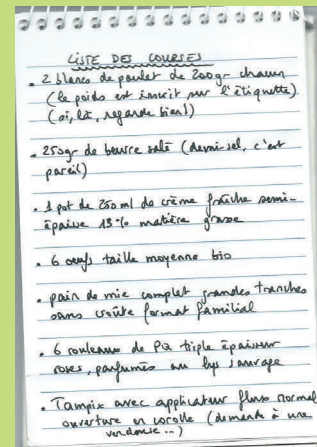 LISTE DES COURSES
• 2 blancs de poulet de 200gr chacun
(le poids est inscrit sur l'étiquette)
(si, là, regarde bien!)
• 250gr de beurre salé (demi-sel, c'est
pareil)
• 1 pot de 250 ml de crème fraîche semi-
épaisse 15% matière grasse
• 6 oeufs taille moyenne bio
• pain de mie complet grandes tranches
sans croûte format familial
• 6 rouleaux de PQ triple épaisseur
roses, parfumés au lys sauvage
• Tampax avec applicateur flux normal
ouverture en corolle (demande à une
vendeuse...)